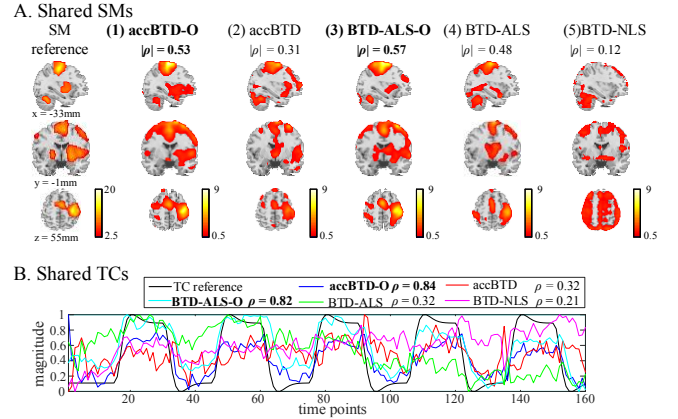 A. Shared SMs
SM reference
(1) accBTD-O |ρ| = 0.53
(2) accBTD |ρ| = 0.31
(3) BTD-ALS-O |ρ| = 0.57
(4) BTD-ALS |ρ| = 0.48
(5)BTD-NLS |ρ| = 0.12
x = -33mm
y = -1mm
z = 55mm
20
2.5
9
0.5
9
0.5
9
0.5
9
0.5
B. Shared TCs
TC reference
accBTD-O ρ = 0.84
accBTD ρ = 0.32
BTD-ALS-O ρ = 0.82
BTD-ALS ρ = 0.32
BTD-NLS ρ = 0.21
magnitude
1
0.8
0.6
0.4
0.2
0
20 40 60 80 100 120 140 160
time points